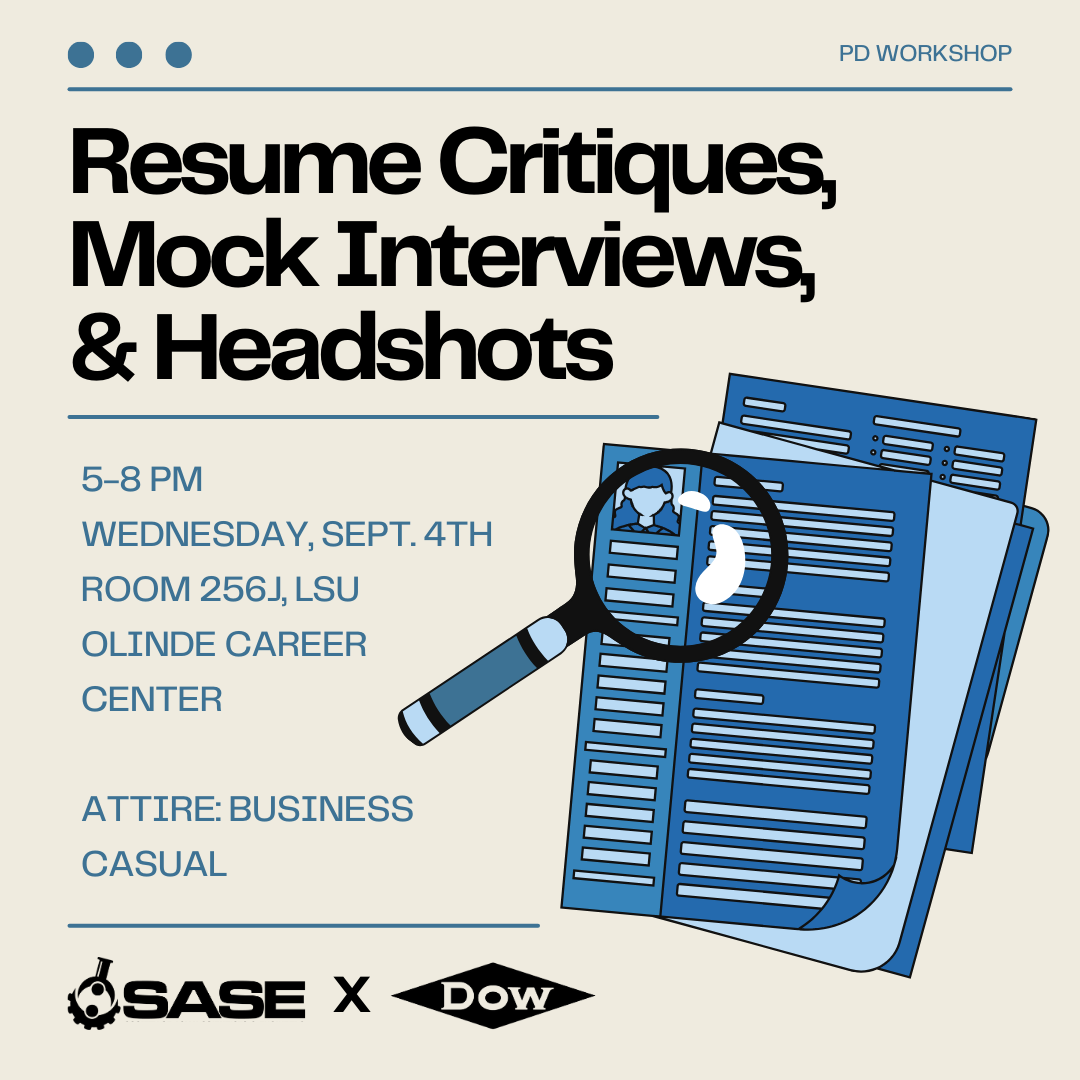 PD WORKSHOP
Resume Critiques,
Mock Interviews,
& Headshots
5–8 PM
WEDNESDAY, SEPT. 4TH
ROOM 256J, LSU
OLINDE CAREER
CENTER
ATTIRE: BUSINESS
CASUAL
SASE X DOW